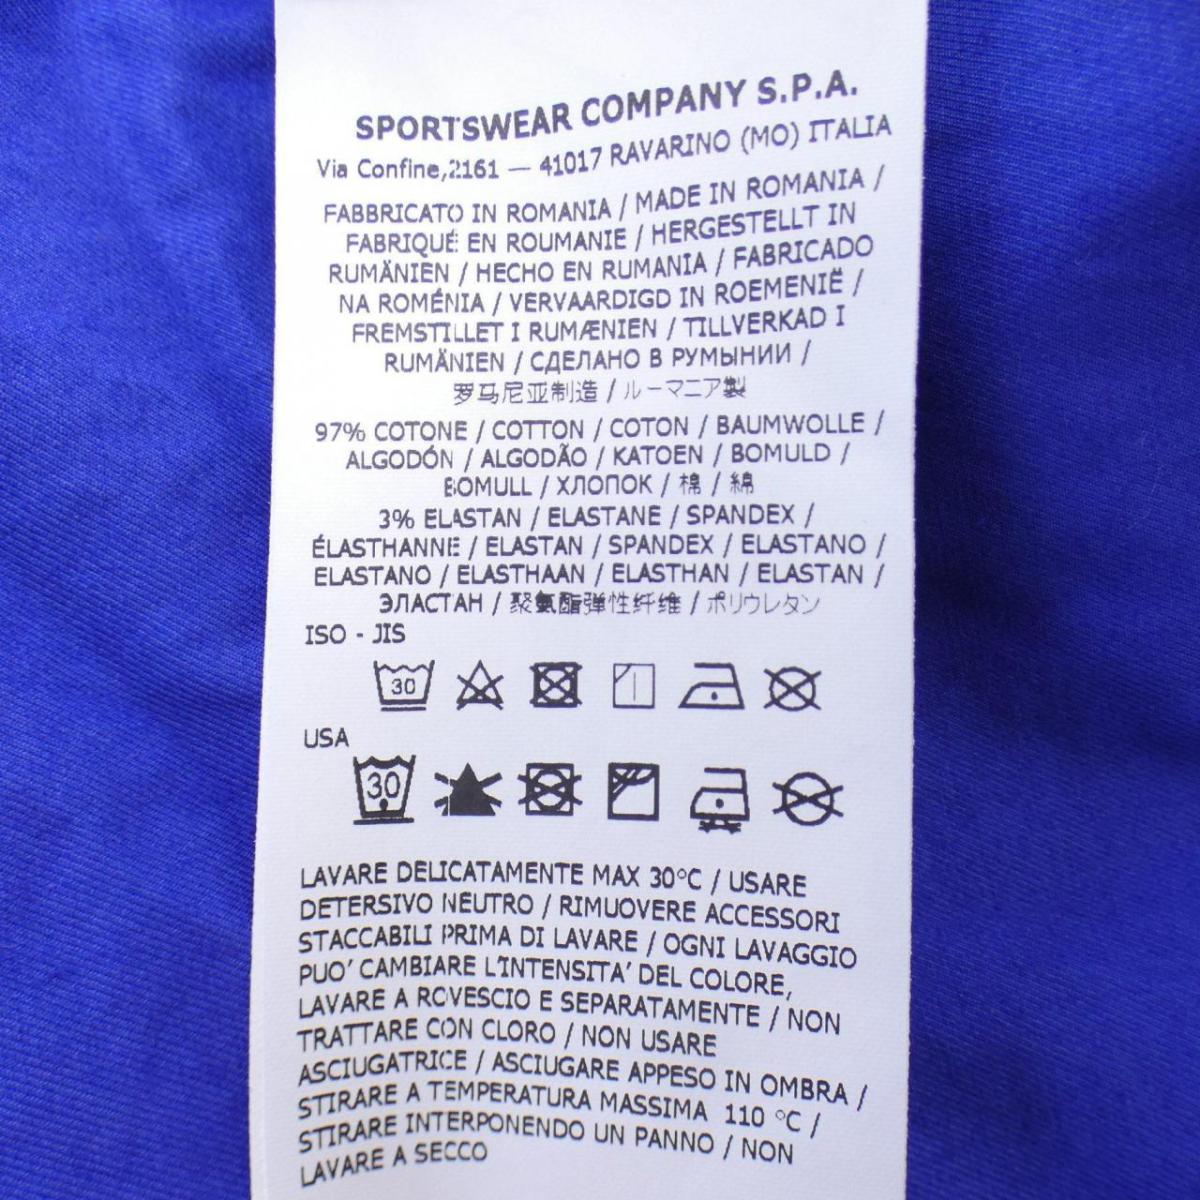 SPORTSWEAR COMPANY S.P.A.
Via Confine,2161 — 41017 RAVARINO (MO) ITALIA
FABBRICATO IN ROMANIA / MADE IN ROMANIA /
FABRIQUÉ EN ROUMANIE / HERGESTELLT IN
RUMÄNIEN / HECHO EN RUMANIA / FABRICADO
NA ROMÉNIA / VERVAARDIGD IN ROEMENIË /
FREMSTILLET I RUMÆNIEN / TILLVERKAD I
RUMÄNIEN / СДЕЛАНО В РУМЫНИИ /
罗马尼亚制造 / ルーマニア製
97% COTONE / COTTON / COTON / BAUMWOLLE /
ALGODÓN / ALGODÃO / KATOEN / BOMULD /
BOMULL / ХЛОПОК / 棉 / 綿
3% ELASTAN / ELASTANE / SPANDEX /
ÉLASTHANNE / ELASTAN / SPANDEX / ELASTANO /
ELASTANO / ELASTHAAN / ELASTHAN / ELASTAN /
ЭЛАСТАН / 聚氨酯弹性纤维 / ポリウレタン
ISO - JIS
30
USA
30
LAVARE DELICATAMENTE MAX 30°C / USARE
DETERSIVO NEUTRO / RIMUOVERE ACCESSORI
STACCABILI PRIMA DI LAVARE / OGNI LAVAGGIO
PUO' CAMBIARE L'INTENSITA' DEL COLORE,
LAVARE A ROVESCIO E SEPARATAMENTE / NON
TRATTARE CON CLORO / NON USARE
ASCIUGATRICE / ASCIUGARE APPESO IN OMBRA /
STIRARE A TEMPERATURA MASSIMA 110 °C /
STIRARE INTERPONENDO UN PANNO / NON
LAVARE A SECCO